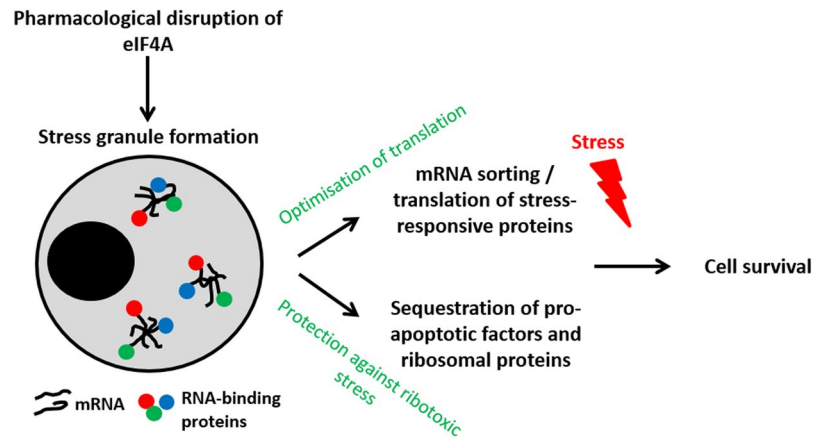 Pharmacological disruption of
eIF4A
Stress granule formation
Optimisation of translation
mRNA sorting /
translation of stress-
responsive proteins
Stress
Cell survival
Protection against ribotoxic
stress
Sequestration of pro-
apoptotic factors and
ribosomal proteins
mRNA
RNA-binding
proteins